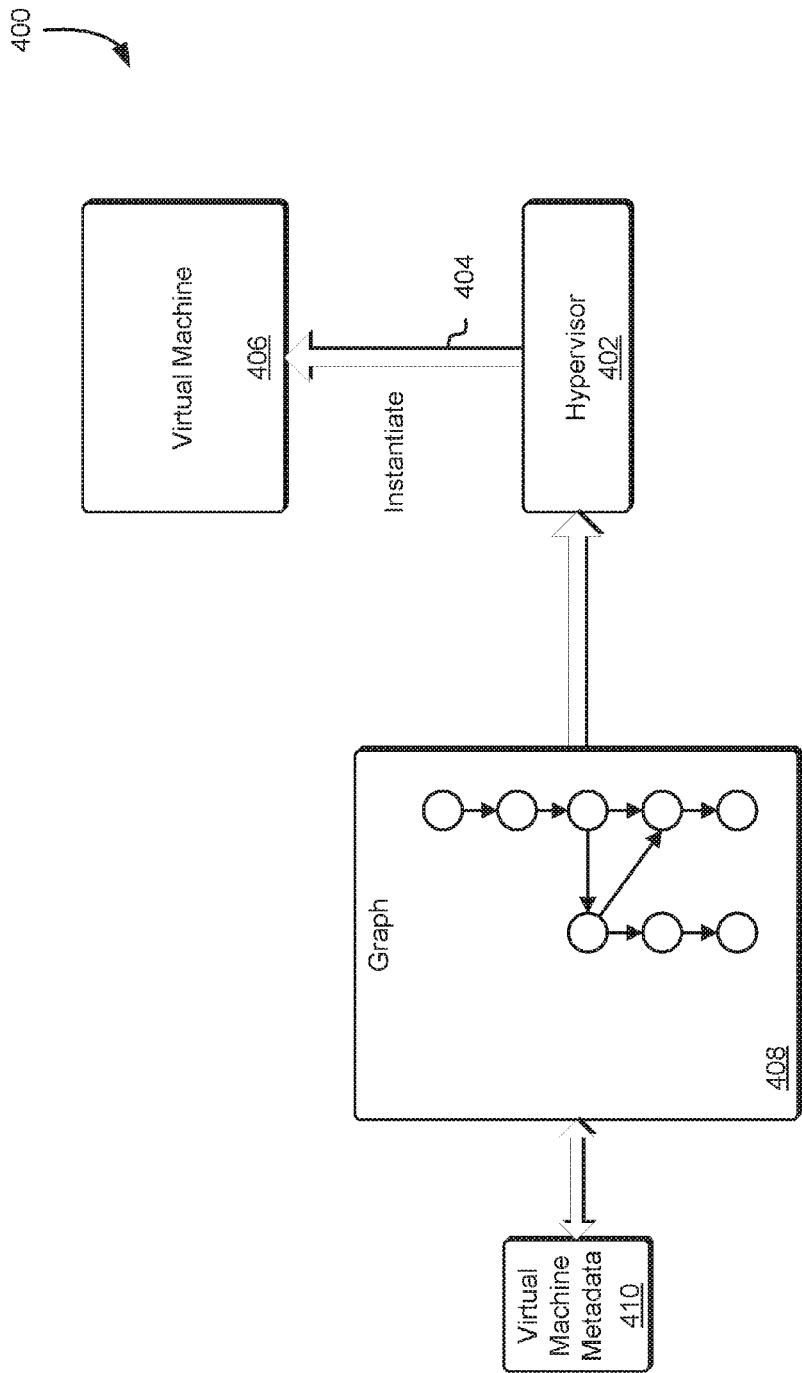 400
Virtual Machine
406
Instantiate
404
Hypervisor
402
Graph
408
Virtual
Machine
Metadata
410